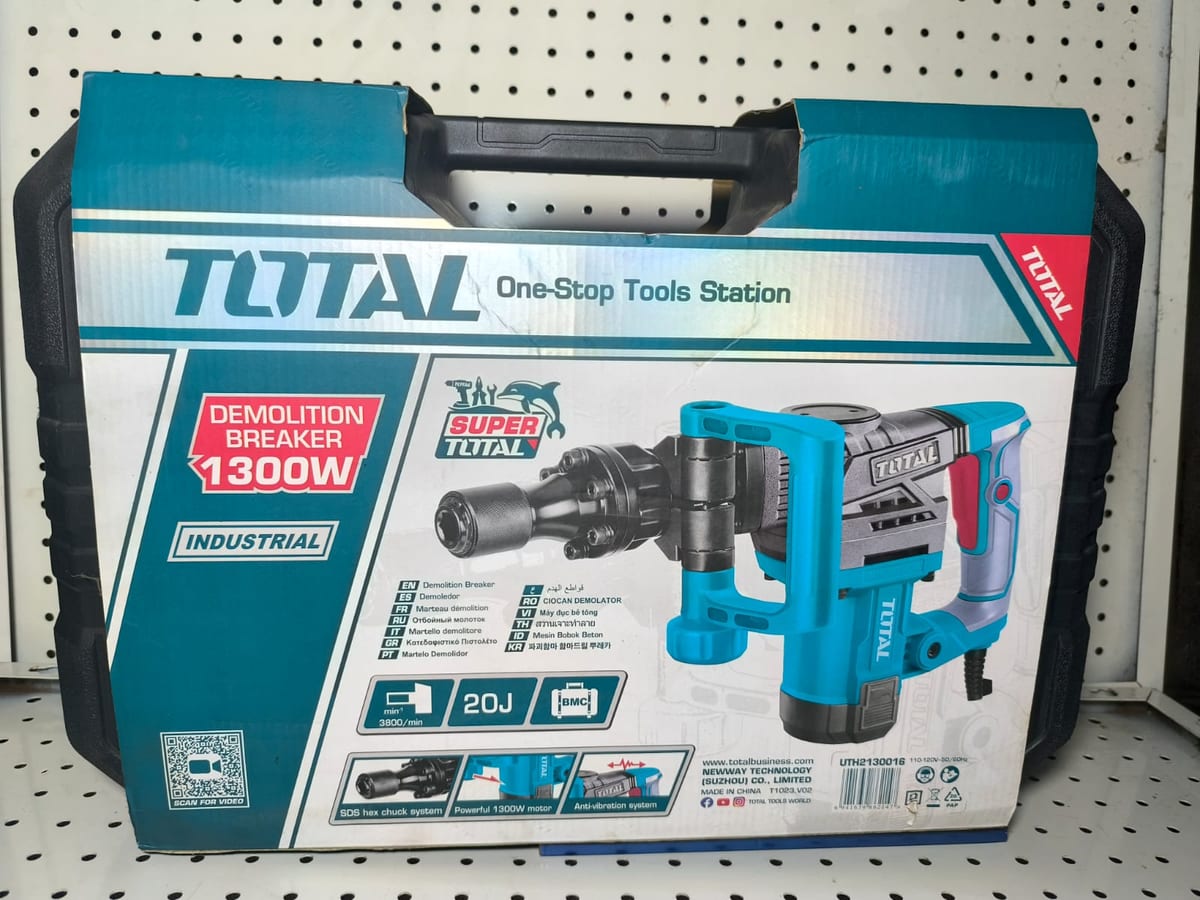 TOTAL
One-Stop Tools Station
TOTAL
DEMOLITION
BREAKER
1300W
INDUSTRIAL
SUPER
TOTAL
TOTAL
TOTAL
EN Demolition Breaker
ES Demoledor
FR Marteau démolition
RU Отбойный молоток
IT Martello demolitore
GR Κατεδαφιστικό Πιστολέτο
PT Martelo Demolidor
ع قواطع الهدم
RO CIOCAN DEMOLATOR
VI Máy đục bê tông
TH สว่านเจาะทำลาย
ID Mesin Bobok Beton
KR 파괴함마 함마드릴 뿌레카
min⁻¹
3800/min
20J
BMC
SCAN FOR VIDEO
SDS hex chuck system
Powerful 1300W motor
Anti-vibration system
www.totalbusiness.com
NEWWAY TECHNOLOGY
(SUZHOU) CO., LIMITED
MADE IN CHINA T1023.V02
TOTAL TOOLS WORLD
UTH2130016
110-120V~50/60Hz
PAP